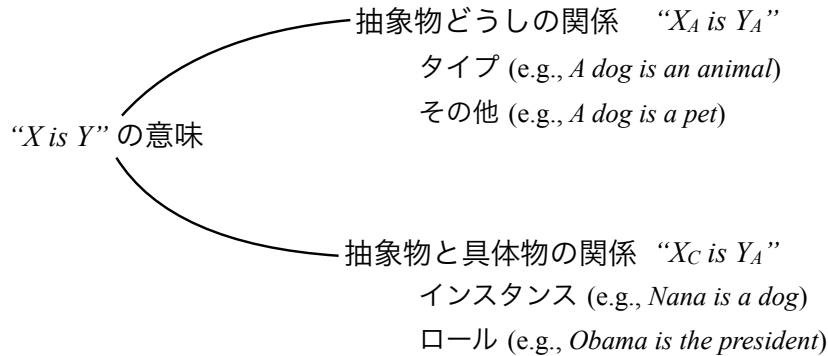 抽象物どうしの関係 “XA is YA”
タイプ (e.g., A dog is an animal)
その他 (e.g., A dog is a pet)
“X is Y” の意味
抽象物と具体物の関係 “XC is YA”
インスタンス (e.g., Nana is a dog)
ロール (e.g., Obama is the president)